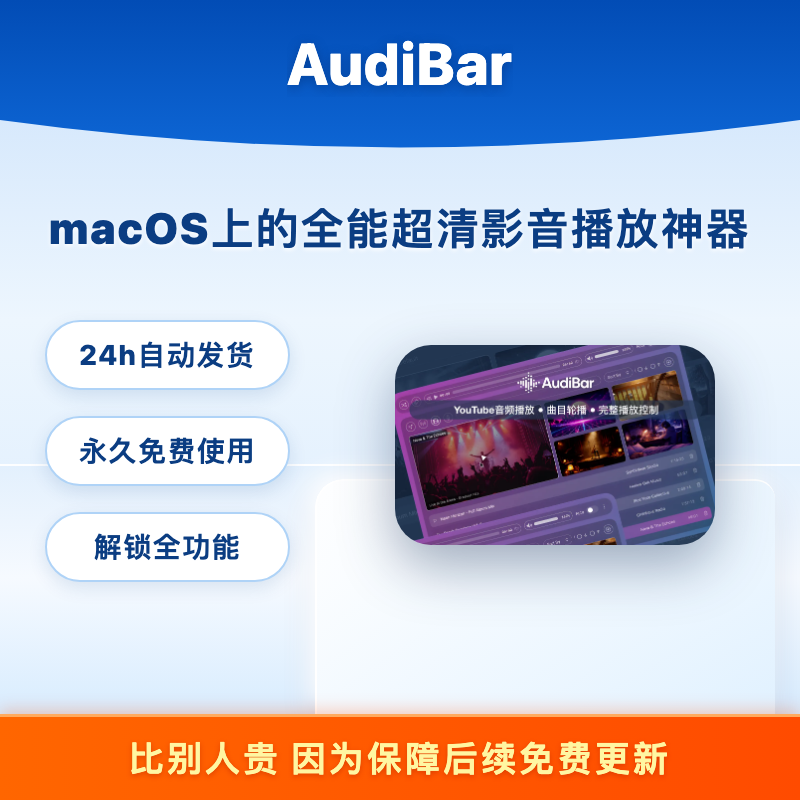 AudiBar
macOS上的全能超清影音播放神器
24h自动发货
永久免费使用
解锁全功能
AudiBar
YouTube音频播放 • 曲目轮播 • 完整播放控制
比别人贵 因为保障后续免费更新